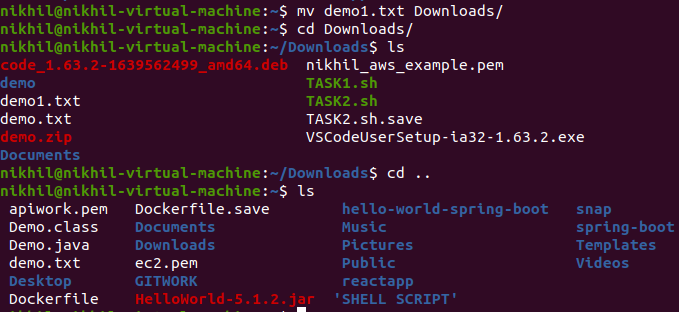 nikhil@nikhil-virtual-machine:~$ mv demo1.txt Downloads/
nikhil@nikhil-virtual-machine:~$ cd Downloads/
nikhil@nikhil-virtual-machine:~/Downloads$ ls
code_1.63.2-1639562499_amd64.deb  nikhil_aws_example.pem
demo                              TASK1.sh
demo1.txt                         TASK2.sh
demo.txt                          TASK2.sh.save
demo.zip                          VSCodeUserSetup-ia32-1.63.2.exe
Documents
nikhil@nikhil-virtual-machine:~/Downloads$ cd ..
nikhil@nikhil-virtual-machine:~$ ls
apiwork.pem  Dockerfile.save  hello-world-spring-boot  snap
Demo.class  Documents  Music  spring-boot
Demo.java  Downloads  Pictures  Templates
demo.txt  ec2.pem  Public  Videos
Desktop  GITWORK  reactapp
Dockerfile  HelloWorld-5.1.2.jar  'SHELL SCRIPT'
nikhil@nikhil-virtual-machine:~$